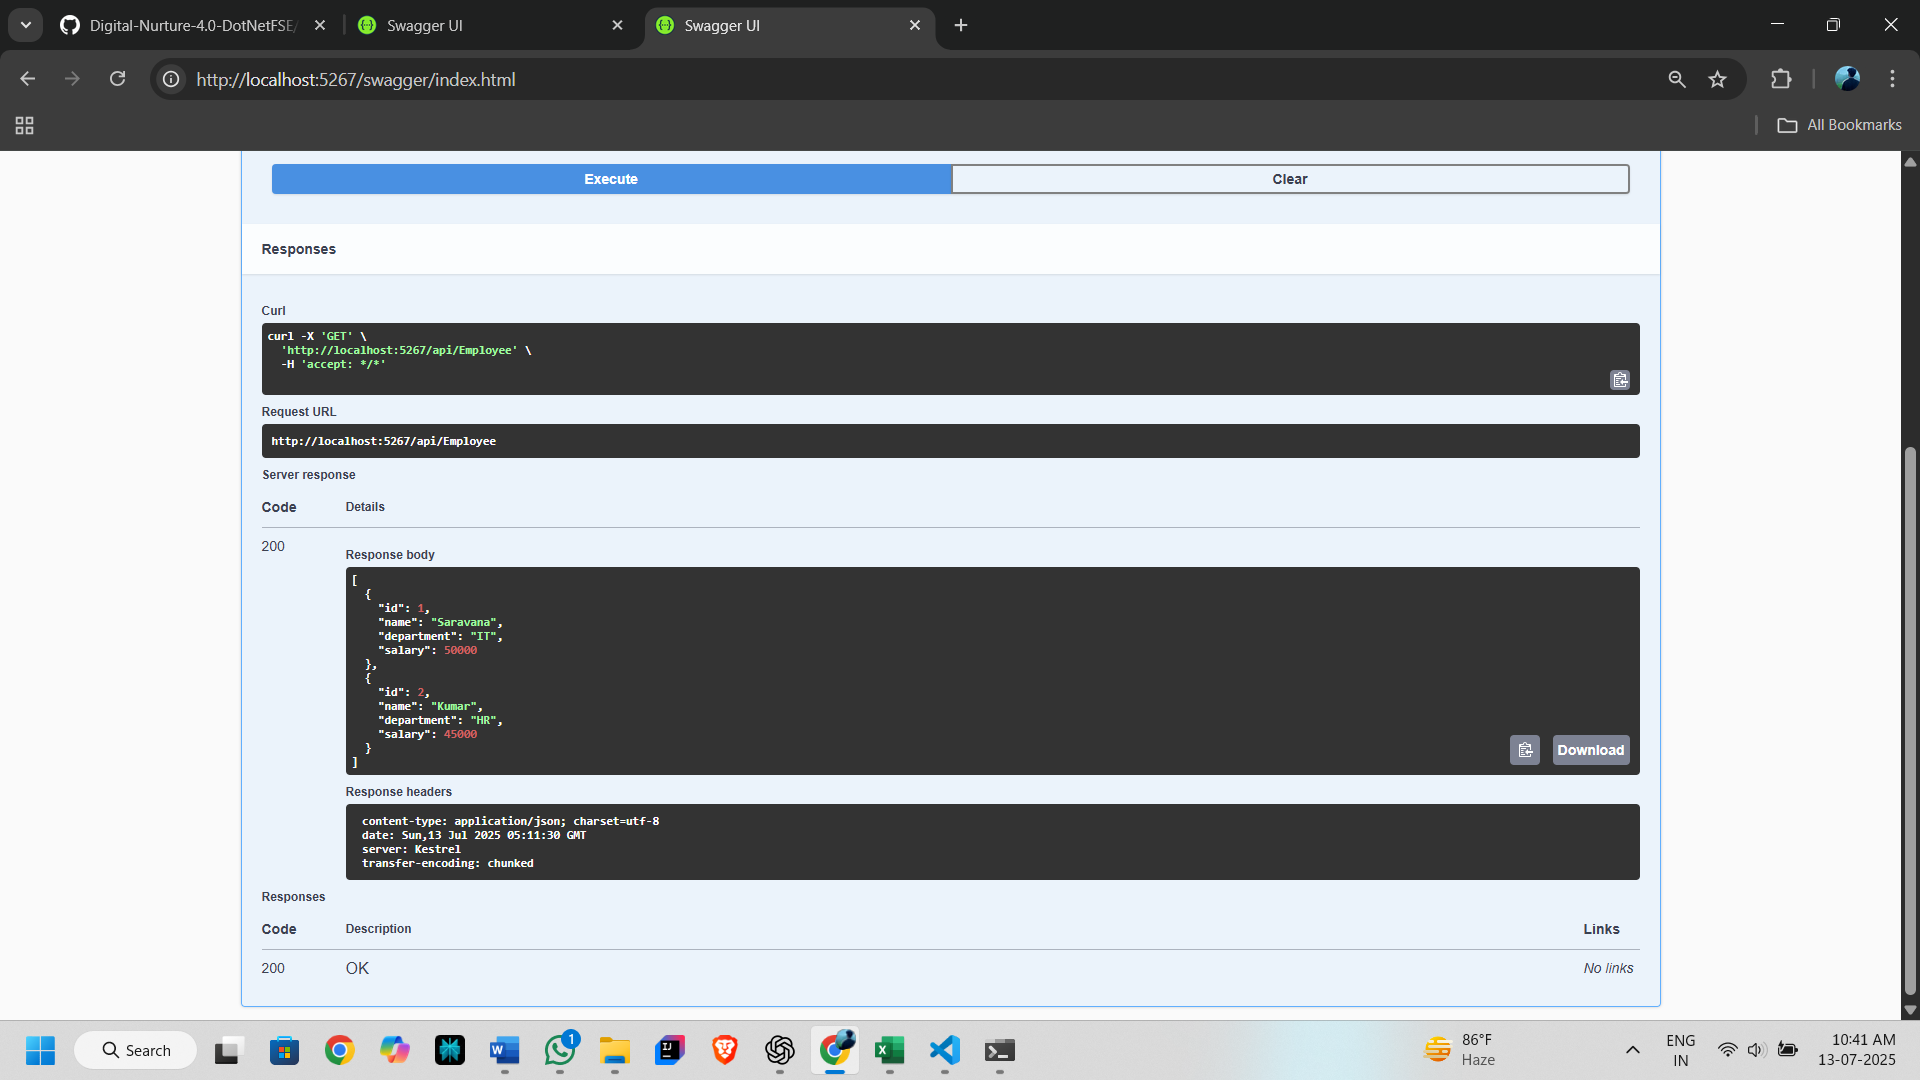 Digital-Nurture-4.0-DotNetFSE/
Swagger UI
Swagger UI
http://localhost:5267/swagger/index.html
All Bookmarks
Execute
Clear
Responses
Curl
curl -X 'GET' \
'http://localhost:5267/api/Employee' \
-H 'accept: */*'
Request URL
http://localhost:5267/api/Employee
Server response
Code
Details
200
Response body
[
{
"id": 1,
"name": "Saravana",
"department": "IT",
"salary": 50000
},
{
"id": 2,
"name": "Kumar",
"department": "HR",
"salary": 45000
}
]
Download
Response headers
content-type: application/json; charset=utf-8
date: Sun,13 Jul 2025 05:11:30 GMT
server: Kestrel
transfer-encoding: chunked
Responses
Code
Description
Links
200
OK
No links
Search
1
86°F
Haze
ENG
IN
10:41 AM
13-07-2025